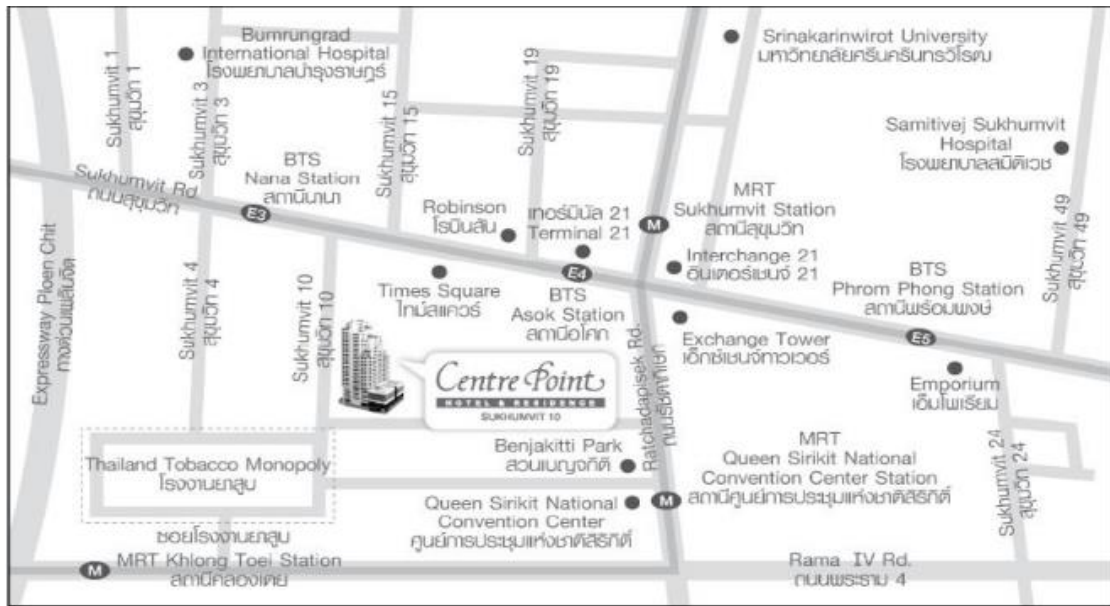 Bumrungrad
International Hospital
โรงพยาบาลบำรุงราษฎร์
Srinakarinwirot University
มหาวิทยาลัยศรีนครินทรวิโรฒ
Sukhumvit 1
สุขุมวิท 1
Sukhumvit 3
สุขุมวิท 3
Sukhumvit 15
สุขุมวิท 15
Sukhumvit 19
สุขุมวิท 19
Samitivej Sukhumvit
Hospital
โรงพยาบาลสมิติเวช
Sukhumvit Rd.
ถนนสุขุมวิท
BTS
Nana Station
สถานีนานา
E3
Robinson
โรบินสัน
เทอร์มินัล 21
Terminal 21
M
MRT
Sukhumvit Station
สถานีสุขุมวิท
Interchange 21
อินเตอร์เชนจ์ 21
Sukhumvit 49
สุขุมวิท 49
Expressway Ploen Chit
ทางด่วนเพลินจิต
Sukhumvit 4
สุขุมวิท 4
Sukhumvit 10
สุขุมวิท 10
Times Square
ไทม์สแควร์
E4
BTS
Asok Station
สถานีอโศก
BTS
Phrom Phong Station
สถานีพร้อมพงษ์
E5
Exchange Tower
เอ็กซ์เชนจ์ทาวเวอร์
Emporium
เอ็มโพเรียม
Centre Point
HOTEL & RESIDENCE
SUKHUMVIT 10
Ratchadapisek Rd.
ถนนรัชดาภิเษก
Thailand Tobacco Monopoly
โรงงานยาสูบ
Benjakitti Park
สวนเบญจกิติ
MRT
Queen Sirikit National
Convention Center Station
สถานีศูนย์การประชุมแห่งชาติสิริกิติ์
M
Sukhumvit 24
สุขุมวิท 24
Queen Sirikit National
Convention Center
ศูนย์การประชุมแห่งชาติสิริกิติ์
ซอยโรงงานยาสูบ
M
MRT Khlong Toei Station
สถานีคลองเตย
Rama IV Rd.
ถนนพระราม 4